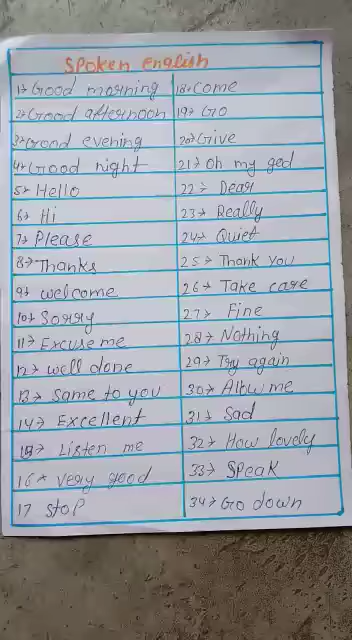 Spoken English
1→ Good morning
2→ Good afternoon
3→ Good evening
4→ Good night
5→ Hello
6→ Hi
7→ Please
8→ Thanks
9→ welcome
10→ Sorry
11→ Excuse me
12→ well done
13→ Same to you
14→ Excellent
15→ Listen me
16→ very good
17 Stop
18→ come
19→ Go
20→ Give
21→ Oh my god
22→ Dear
23→ Really
24→ Quiet
25→ Thank you
26→ Take care
27→ Fine
28→ Nothing
29→ Try again
30→ Allow me
31→ Sad
32→ How lovely
33→ Speak
34→ Go down